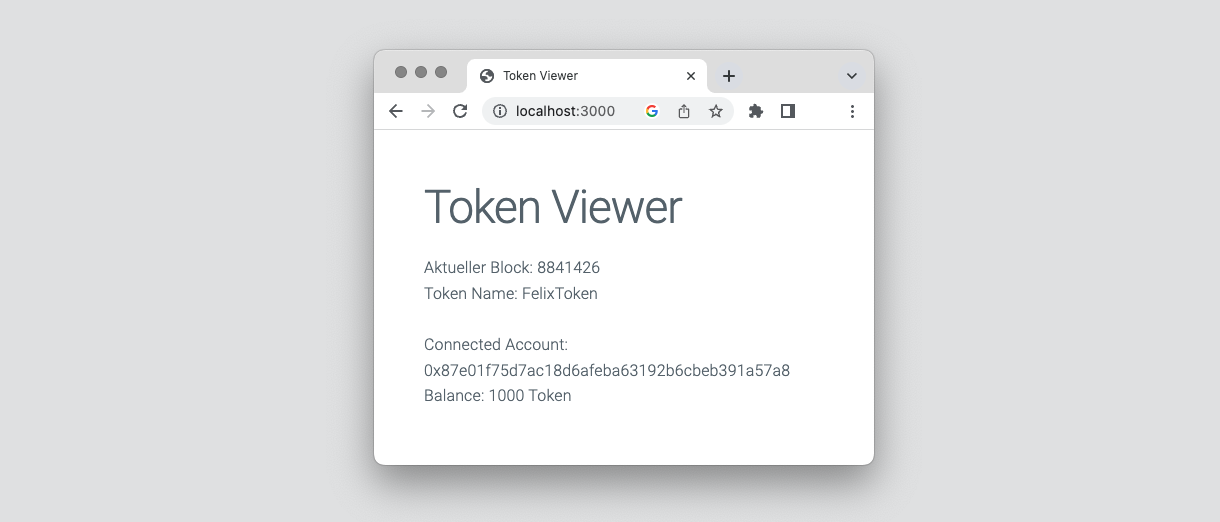 Token Viewer
localhost:3000
Token Viewer
Aktueller Block: 8841426
Token Name: FelixToken
Connected Account:
0x87e01f75d7ac18d6afeba63192b6cbeb391a57a8
Balance: 1000 Token